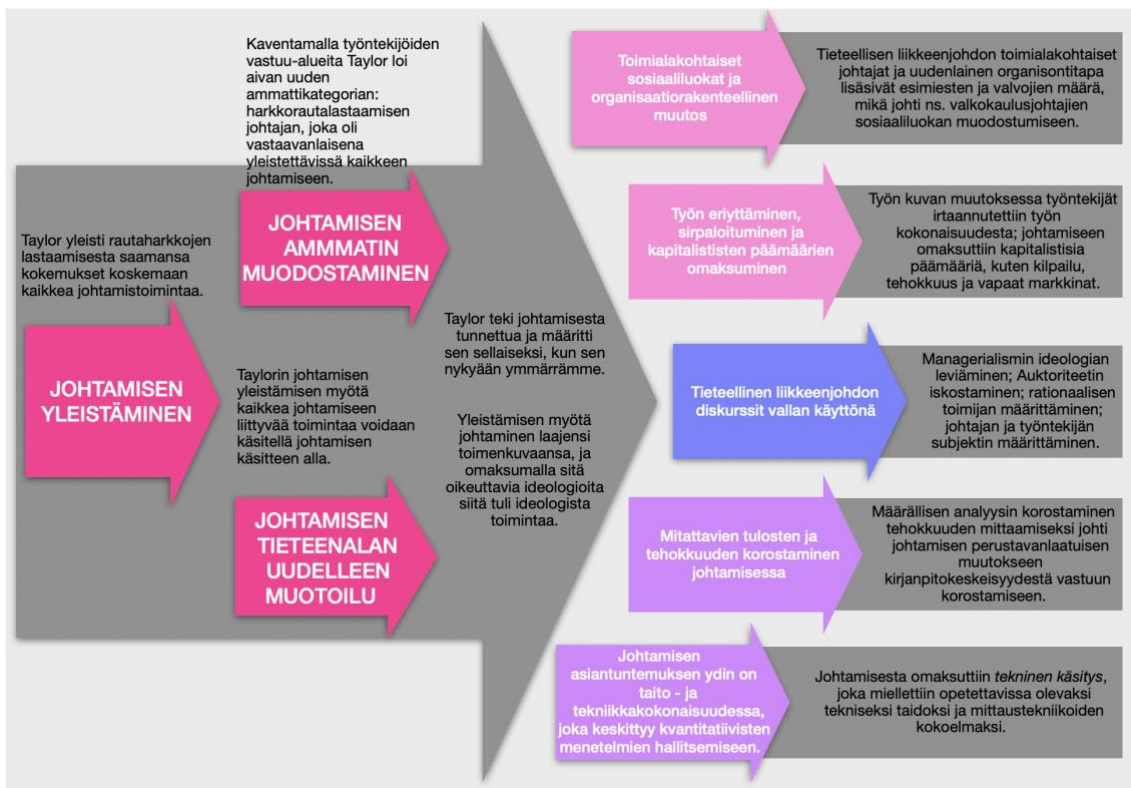 Taylor yleisti rautaharkkojen
lastaamisesta saamansa
kokemukset koskemaan
kaikkea johtamistoimintaa.
JOHTAMISEN
YLEISTÄMINEN
Kaventamalla työntekijöiden
vastuu-alueita Taylor loi
aivan uuden
ammattikategorian:
harkkorautalastaamisen
johtajan, joka oli
vastaavanlaisena
yleistettävissä kaikkeen
johtamiseen.
JOHTAMISEN
AMMMATIN
MUODOSTAMINEN
Taylorin johtamisen
yleistämisen myötä
kaikkea johtamiseen
liittyvää toimintaa voidaan
käsitellä johtamisen
käsitteen alla.
JOHTAMISEN
TIETEENALAN
UUDELLEEN
MUOTOILU
Taylor teki johtamisesta
tunnettua ja määritti
sen sellaiseksi, kun sen
nykyään ymmärrämme.
Yleistämisen myötä
johtaminen laajensi
toimenkuvaansa, ja
omaksumalla sitä
oikeuttavia ideologioita
siitä tuli ideologista
toimintaa.
Toimialakohtaiset
sosiaaliluokat ja
organisaatiorakenteellinen
muutos
Tieteellisen liikkeenjohdon toimialakohtaiset
johtajat ja uudenlainen organisontitapa
lisäsivät esimiesten ja valvojien määrä,
mikä johti ns. valkokaulusjohtajien
sosiaaliluokan muodostumiseen.
Työn eriyttäminen,
sirpaloituminen ja
kapitalististen päämäärien
omaksuminen
Työn kuvan muutoksessa työntekijät
irtaannutettiin työn
kokonaisuudesta; johtamiseen
omaksuttiin kapitalistisia
päämääriä, kuten kilpailu,
tehokkuus ja vapaat markkinat.
Tieteellinen liikkeenjohdon
diskurssit vallan käyttönä
Managerialismin ideologian
leviäminen; Auktoriteetin
iskostaminen; rationaalisen
toimijan määrittäminen;
johtajan ja työntekijän
subjektin määrittäminen.
Mitattavien tulosten ja
tehokkuuden korostaminen
johtamisessa
Määrällisen analyysin korostaminen
tehokkuuden mittaamiseksi johti
johtamisen perustavanlaatuisen
muutokseen
kirjanpitokeskeisyydestä vastuun
korostamiseen.
Johtamisen
asiantuntemuksen ydin on
taito - ja
tekniikkakokonaisuudessa,
joka keskittyy kvantitatiivisten
menetelmien hallitsemiseen.
Johtamisesta omaksuttiin tekninen käsitys,
joka miellettiin opetettavissa olevaksi
tekniseksi taidoksi ja mittaustekniikoiden
kokoelmaksi.